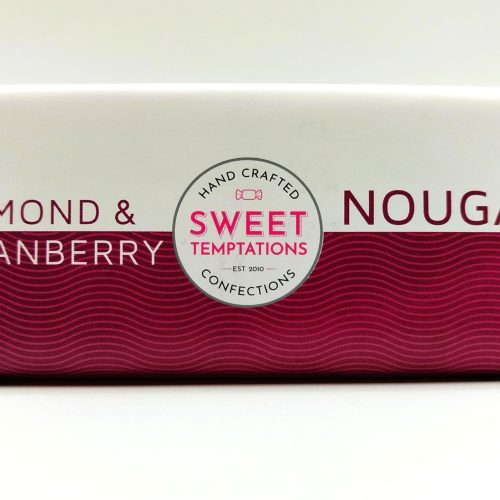 MOND &
ANBERRY
HAND CRAFTED
SWEET
TEMPTATIONS
EST. 2010
CONFECTIONS
NOUGA